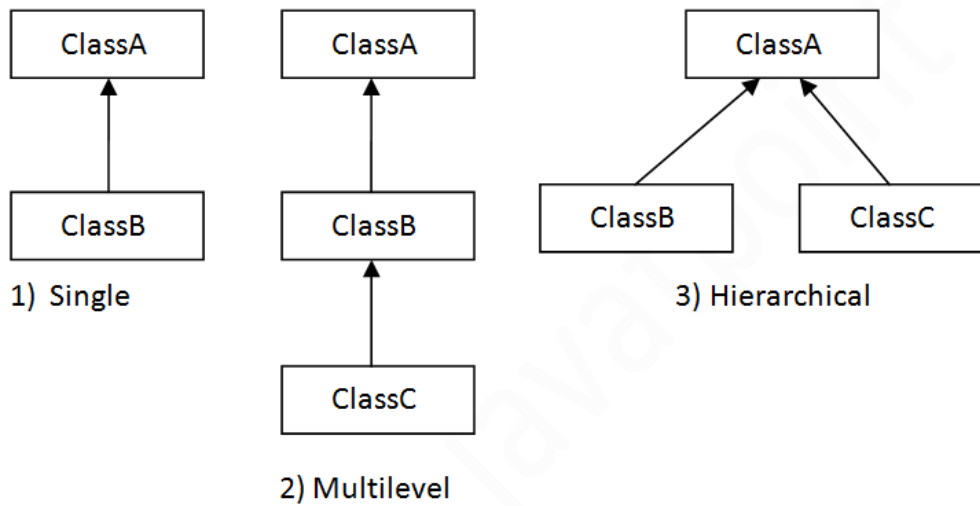 ClassA
ClassB
1) Single
ClassA
ClassB
ClassC
2) Multilevel
ClassA
ClassB
ClassC
3) Hierarchical